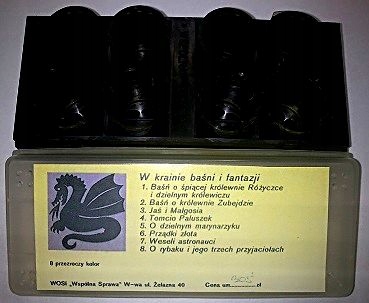 W krainie baśni i fantazji
1. Baśń o śpiącej królewnie Różyczce
i dzielnym królewiczu
2. Baśń o królewnie Zubejdzie
3. Jaś i Małgosia
4. Tomcio Paluszek
5. O dzielnym marynarzyku
6. Prządki złota
7. Weseli astronauci
8. O rybaku i jego trzech przyjaciołach
8 przezroczy kolor
WOSi „Wspólna Sprawa" W-wa ul. Żelazna 40
Cena um. zł